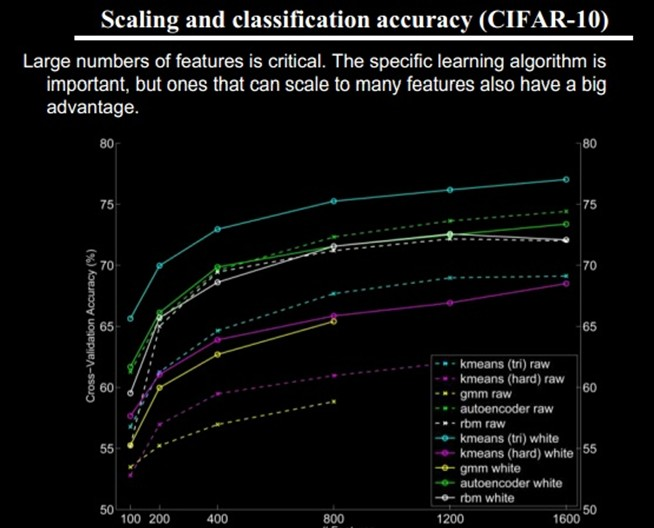 Scaling and classification accuracy (CIFAR-10)
Large numbers of features is critical. The specific learning algorithm is
important, but ones that can scale to many features also have a big
advantage.
80 80
75 75
70 70
65 65
60 60
55 55
50 50
Cross−Validation Accuracy (%)
kmeans (tri) raw
kmeans (hard) raw
gmm raw
autoencoder raw
rbm raw
kmeans (tri) white
kmeans (hard) white
gmm white
autoencoder white
rbm white
100 200 400 800 1200 1600